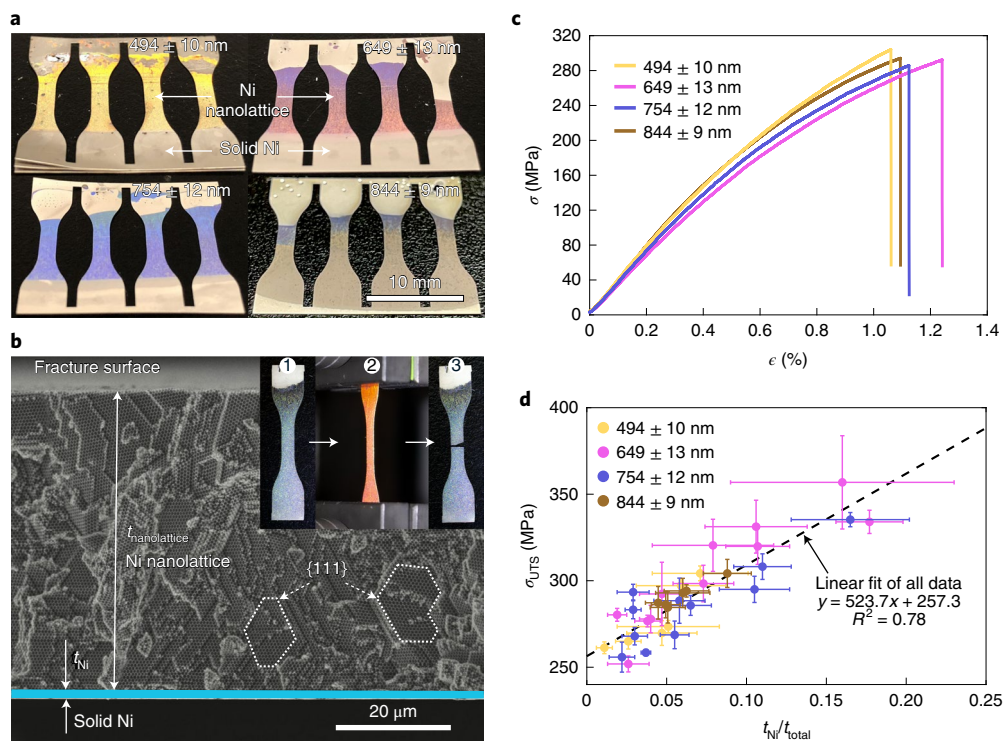 a
494 ± 10 nm
649 ± 13 nm
Ni
nanolattice
Solid Ni
754 ± 12 nm
844 ± 9 nm
10 mm
b
Fracture surface
1
2
3
t nanolattice
Ni nanolattice
{111}
t Ni
Solid Ni
20 μm
c
320
280
240
200
160
120
80
40
0
σ (MPa)
494 ± 10 nm
649 ± 13 nm
754 ± 12 nm
844 ± 9 nm
0
0.2
0.4
0.6
0.8
1.0
1.2
1.4
ϵ (%)
d
400
350
300
250
σUTS (MPa)
494 ± 10 nm
649 ± 13 nm
754 ± 12 nm
844 ± 9 nm
Linear fit of all data
y = 523.7x + 257.3
R² = 0.78
0
0.05
0.10
0.15
0.20
0.25
tNi/ttotal